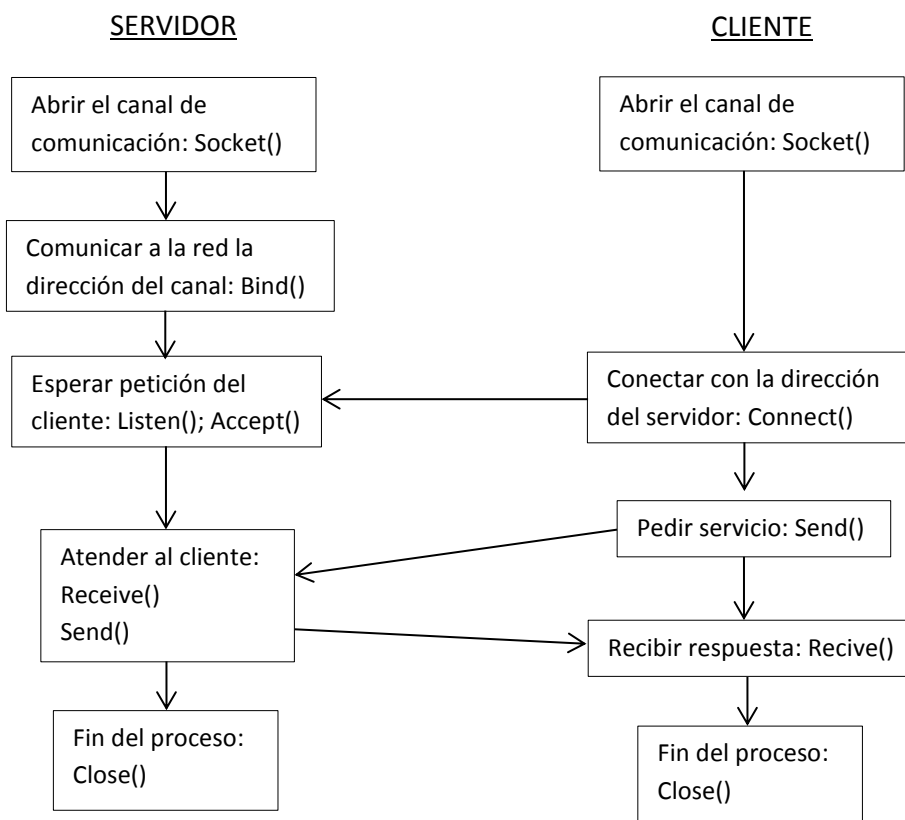 SERVIDOR
Abrir el canal de
comunicación: Socket()
Comunicar a la red la
dirección del canal: Bind()
Esperar petición del
cliente: Listen(); Accept()
Atender al cliente:
Receive()
Send()
Fin del proceso:
Close()
CLIENTE
Abrir el canal de
comunicación: Socket()
Conectar con la dirección
del servidor: Connect()
Pedir servicio: Send()
Recibir respuesta: Recive()
Fin del proceso:
Close()